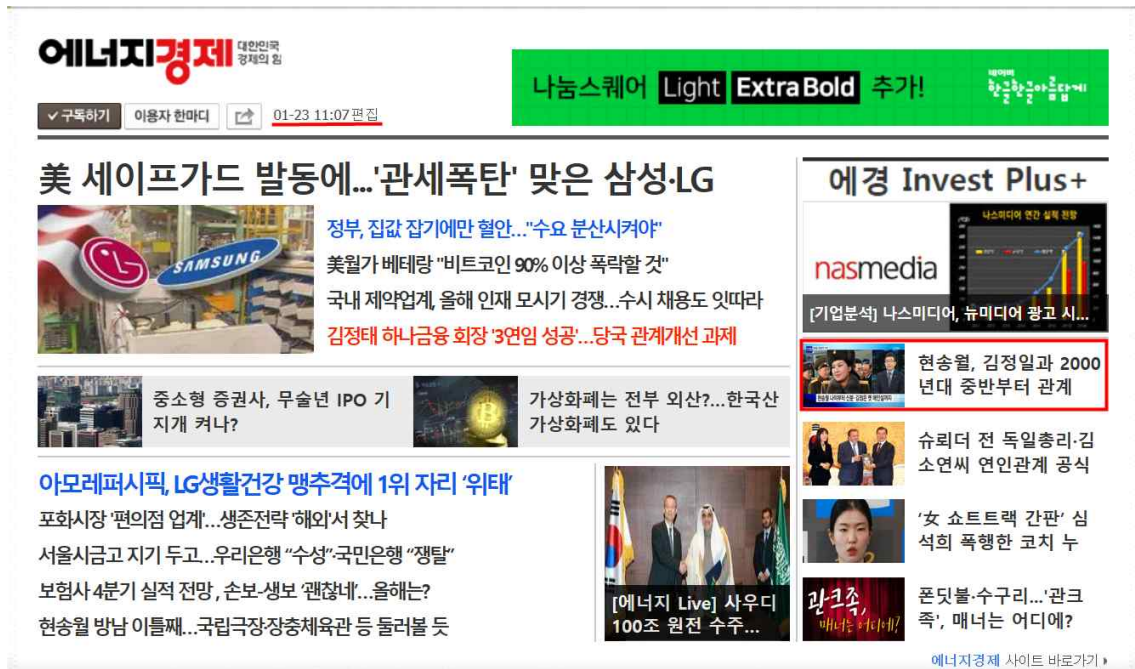 에너지경제 대한민국
경제의 힘
나눔스퀘어 Light ExtraBold 추가!
네이버
한글한글아름답게
구독하기 이용자 한마디 01-23 11:07 편집
美 세이프가드 발동에...'관세폭탄' 맞은 삼성·LG
LG
SAMSUNG
정부, 집값 잡기에만 혈안…"수요 분산시켜야"
美월가 베테랑 "비트코인 90% 이상 폭락할 것"
국내 제약업계, 올해 인재 모시기 경쟁…수시 채용도 잇따라
김정태 하나금융 회장 '3연임 성공'…당국 관계개선 과제
중소형 증권사, 무술년 IPO 기
지개 켜나?
가상화폐는 전부 외산?...한국산
가상화폐도 있다
아모레퍼시픽, LG생활건강 맹추격에 1위 자리 ‘위태’
포화시장 '편의점 업계'…생존전략 '해외'서 찾나
서울시금고 지기 두고…우리은행 “수성”·국민은행 “쟁탈”
보험사 4분기 실적 전망, 손보·생보 ‘괜찮네’…올해는?
현송월 방남 이틀째…국립극장·장충체육관 등 둘러볼 듯
[에너지 Live] 사우디
100조 원전 수주...
에경 Invest Plus+
nasmedia
나스미디어 연간 실적 전망
[기업분석] 나스미디어, 뉴미디어 광고 시...
현송월, 김정일과 2000
년대 중반부터 관계
슈뢰더 전 독일총리·김
소연씨 연인관계 공식
‘女 쇼트트랙 간판’ 심
석희 폭행한 코치 누
관크족,
매너는 어디에?
폰딧불·수구리...'관크
족', 매너는 어디에?
에너지경제 사이트 바로가기